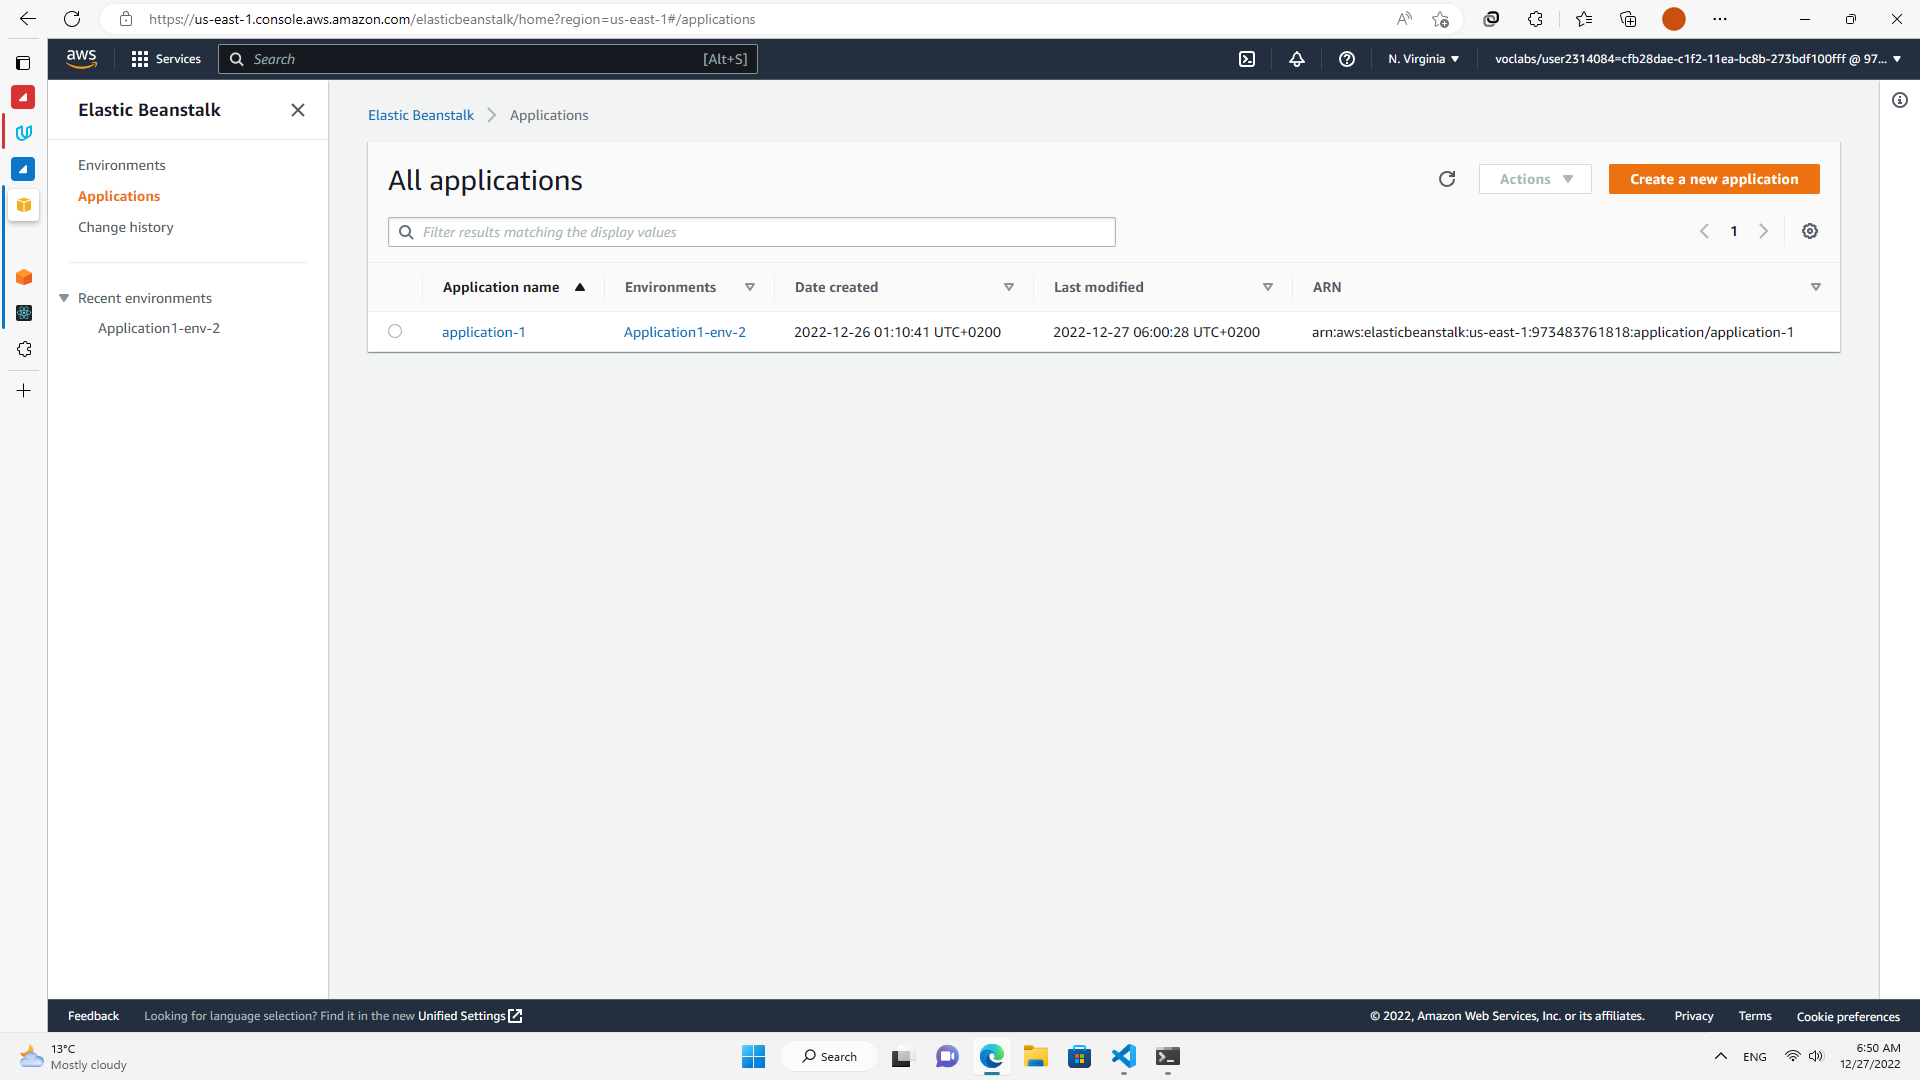 https://us-east-1.console.aws.amazon.com/elasticbeanstalk/home?region=us-east-1#/applications
aws
Services
Search
[Alt+S]
N. Virginia
voclabs/user2314084=cfb28dae-c1f2-11ea-bc8b-273bdf100fff @ 97...
Elastic Beanstalk
Environments
Applications
Change history
Recent environments
Application1-env-2
Elastic Beanstalk
Applications
All applications
Actions
Create a new application
Filter results matching the display values
1
Application name
Environments
Date created
Last modified
ARN
application-1
Application1-env-2
2022-12-26 01:10:41 UTC+0200
2022-12-27 06:00:28 UTC+0200
arn:aws:elasticbeanstalk:us-east-1:973483761818:application/application-1
Feedback
Looking for language selection? Find it in the new Unified Settings
© 2022, Amazon Web Services, Inc. or its affiliates.
Privacy
Terms
Cookie preferences
13°C
Mostly cloudy
Search
ENG
6:50 AM
12/27/2022